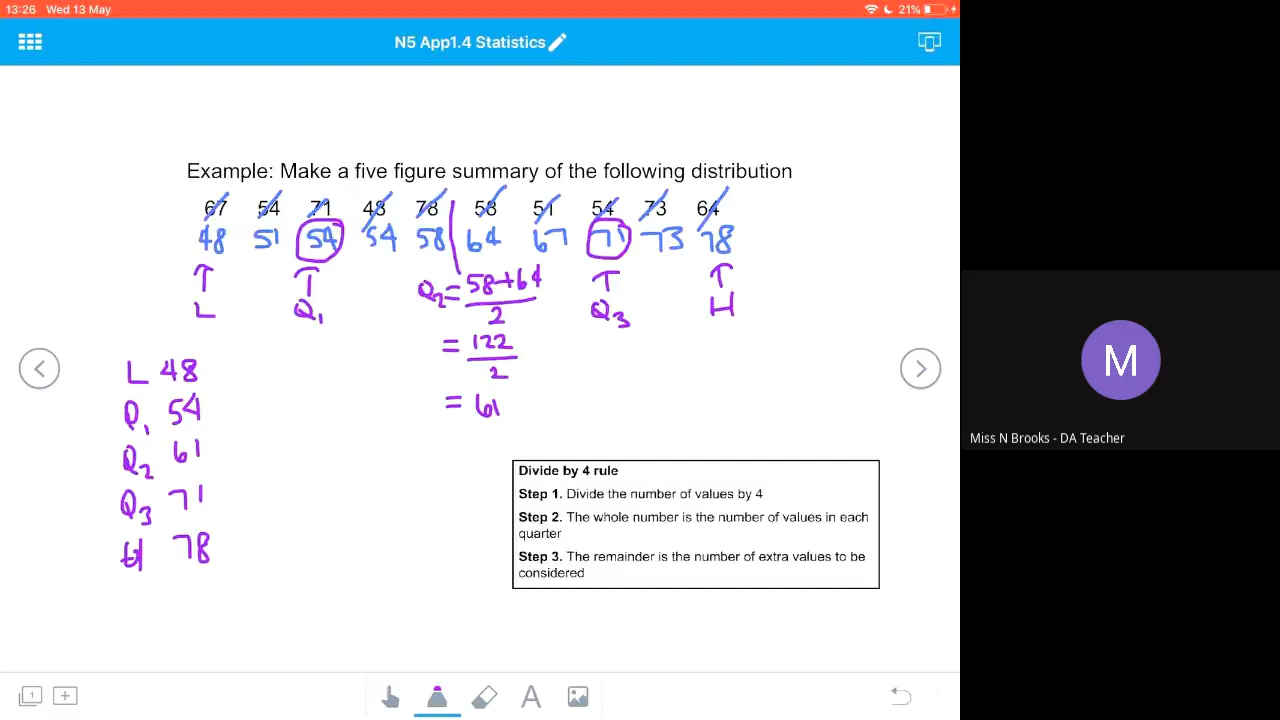 13:26 Wed 13 May 21%
N5 App1.4 Statistics
Example: Make a five figure summary of the following distribution
67 54 71 48 78 58 51 54 73 64
48 51 54 54 58 64 67 71 73 78
L Q1 Q2 = 58+64 / 2 Q3 H
= 122 / 2
= 61
L 48
Q1 54
Q2 61
Q3 71
H 78
Divide by 4 rule
Step 1. Divide the number of values by 4
Step 2. The whole number is the number of values in each
quarter
Step 3. The remainder is the number of extra values to be
considered
1 A
M
Miss N Brooks - DA Teacher